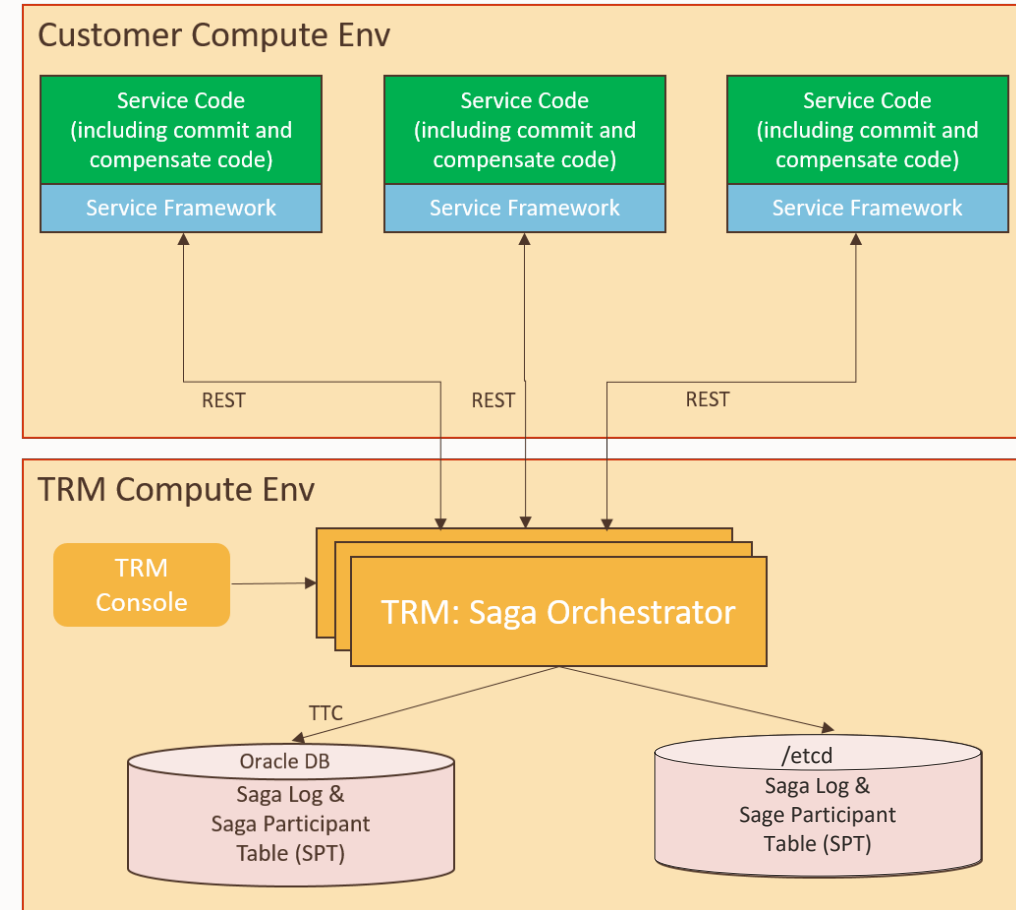 Customer Compute Env
Service Code
(including commit and
compensate code)
Service Framework
Service Code
(including commit and
compensate code)
Service Framework
Service Code
(including commit and
compensate code)
Service Framework
REST
REST
REST
TRM Compute Env
TRM
Console
TRM: Saga Orchestrator
TTC
Oracle DB
Saga Log &
Saga Participant
Table (SPT)
/etcd
Saga Log &
Sage Participant
Table (SPT)